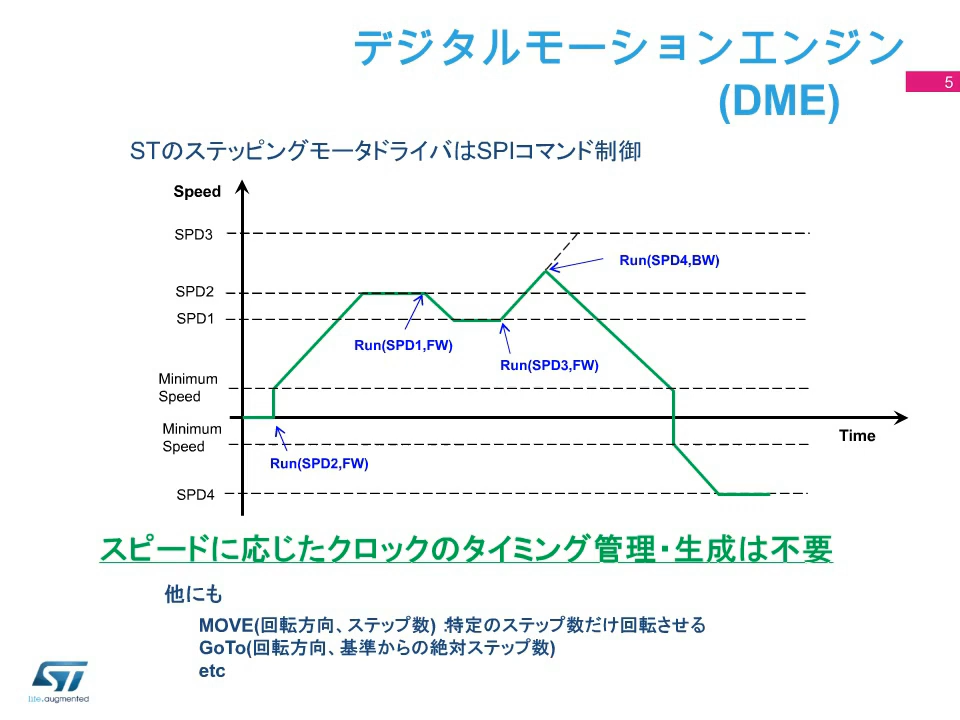 デジタルモーションエンジン
(DME)
5
STのステッピングモータドライバはSPIコマンド制御
Speed
SPD3
Run(SPD4,BW)
SPD2
SPD1
Run(SPD1,FW)
Run(SPD3,FW)
Minimum
Speed
Minimum
Speed
Time
Run(SPD2,FW)
SPD4
スピードに応じたクロックのタイミング管理・生成は不要
他にも
MOVE(回転方向、ステップ数) :特定のステップ数だけ回転させる
GoTo(回転方向、基準からの絶対ステップ数)
etc
ST
life.augmented